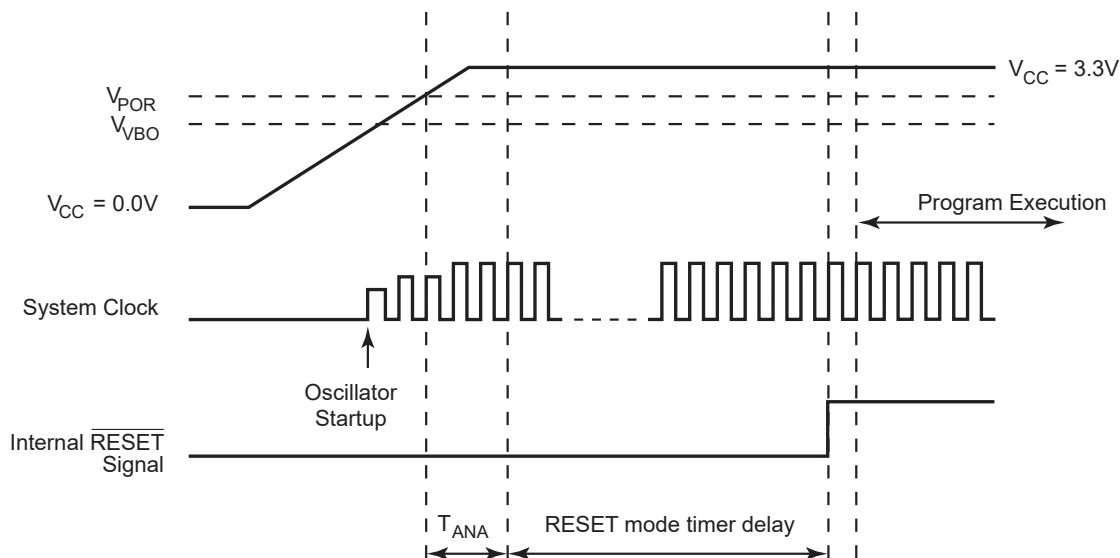 V_CC = 3.3V
V_POR
V_VBO
V_CC = 0.0V
Program Execution
System Clock
Oscillator
Startup
Internal R̅E̅S̅E̅T̅
Signal
T_ANA
RESET mode timer delay